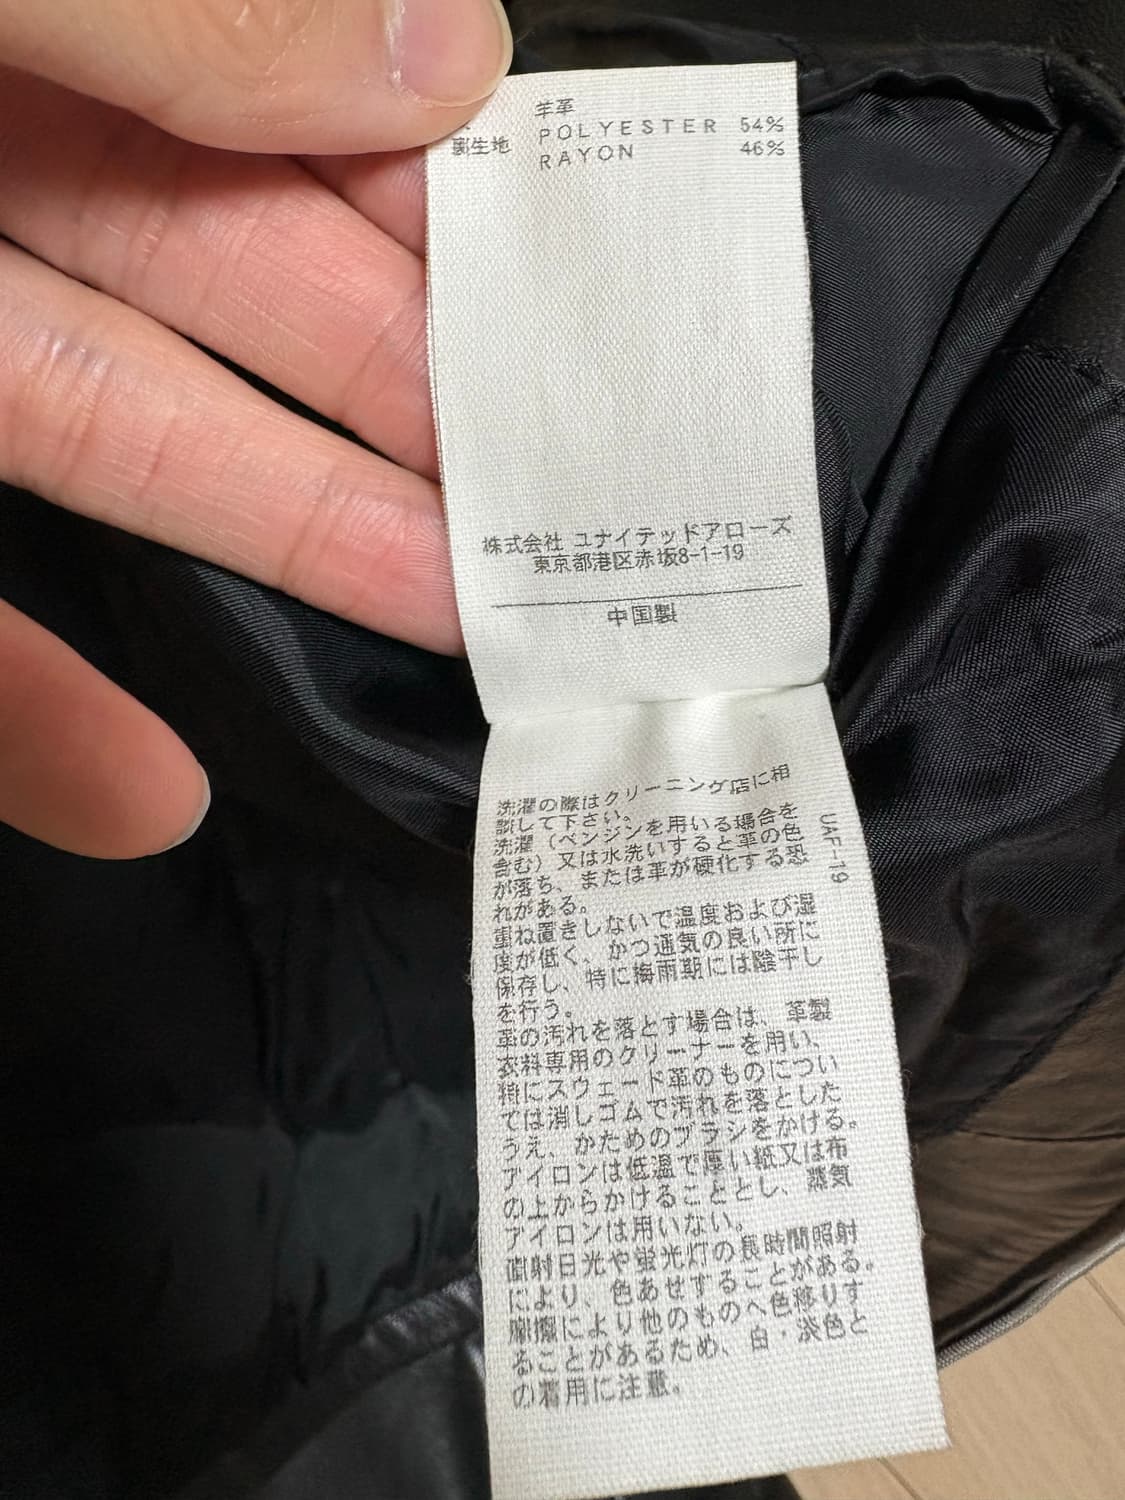 羊革
裏生地 POLYESTER 54%
RAYON 46%
株式会社 ユナイテッドアローズ
東京都港区赤坂8-1-19
中国製
洗濯の際はクリーニング店に相
談して下さい。
洗濯（ベンジンを用いる場合を
含む）又は水洗いすると革の色
が落ち、または革が硬化する恐
れがある。
重ね置きしないで温度および湿
度が低く、かつ通気の良い所に
保存し、特に梅雨期には陰干し
を行う。
革の汚れを落とす場合は、革製
衣料専用のクリーナーを用い、
特にスウェード革のものについ
ては消しゴムで汚れを落とした
うえ、かためのブラシをかける。
アイロンは低温で厚い紙又は布
の上からかけることとし、蒸気
アイロンは用いない。
直射日光や蛍光灯の長時間照射
により、色あせすることがある。
摩擦により他のものへ色移りす
ることがあるため、白・淡色と
の着用に注意。
UAF-19